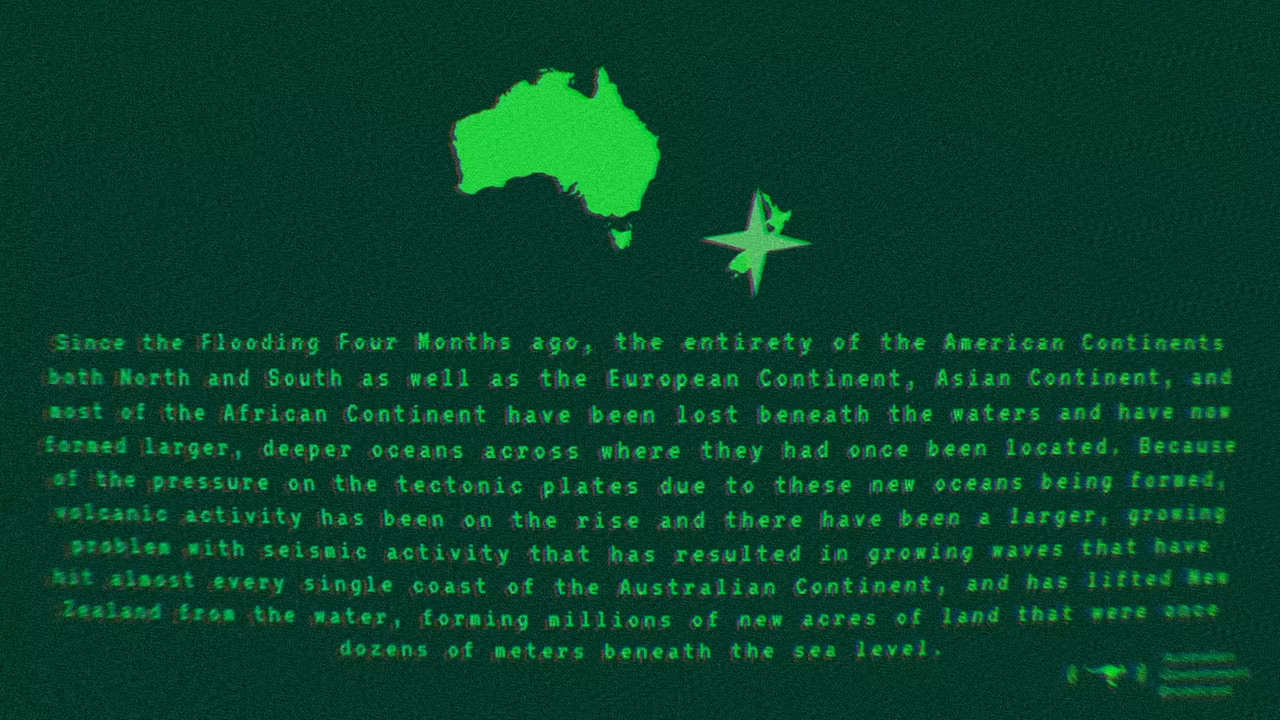 Since the Flooding Four Months ago, the entirety of the American Continents
both North and South as well as the European Continent, Asian Continent, and
most of the African Continent have been lost beneath the waters and have now
formed larger, deeper oceans across where they had once been located. Because
of the pressure on the tectonic plates due to these new oceans being formed,
volcanic activity has been on the rise and there have been a larger, growing
problem with seismic activity that has resulted in growing waves that have
hit almost every single coast of the Australian Continent, and has lifted New
Zealand from the water, forming millions of new acres of land that were once
dozens of meters beneath the sea level.